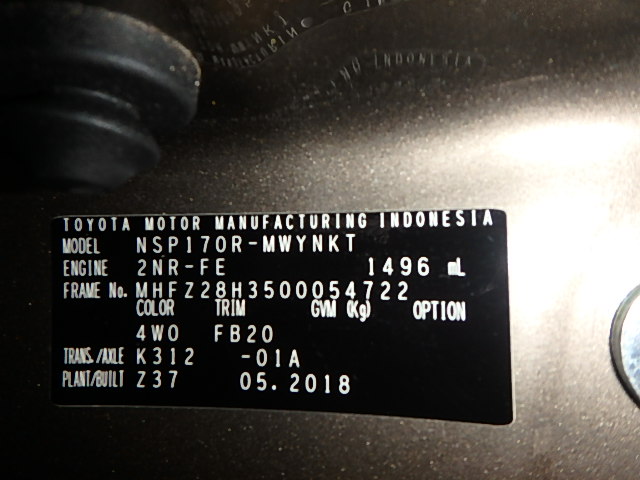 INDONESIA
TOYOTA MOTOR MANUFACTURING INDONESIA
MODEL NSP170R-MWYNKT
ENGINE 2NR-FE 1496 mL
FRAME No. MHFZ28H3500054722
COLOR TRIM GVM (Kg) OPTION
4W0 FB20
TRANS./AXLE K312 -01A
PLANT/BUILT Z37 05.2018